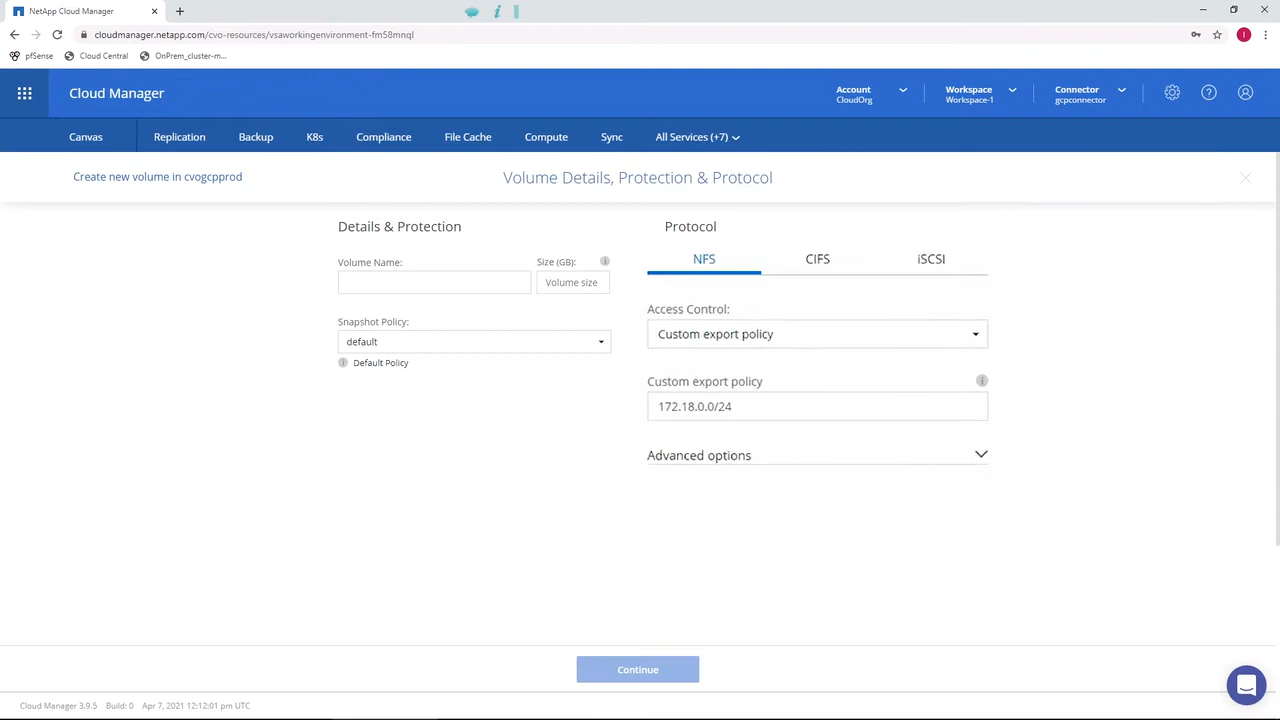 NetApp Cloud Manager
cloudmanager.netapp.com/cvo-resources/vsaworkingenvironment-fm58mnql
pfSense Cloud Central OnPrem_cluster-m...
Cloud Manager
Account
CloudOrg
Workspace
Workspace-1
Connector
gcpconnector
Canvas Replication Backup K8s Compliance File Cache Compute Sync All Services (+7)
Create new volume in cvogcpprod
Volume Details, Protection & Protocol
Details & Protection
Volume Name:
Size (GB):
Volume size
Snapshot Policy:
default
Default Policy
Protocol
NFS CIFS iSCSI
Access Control:
Custom export policy
Custom export policy
172.18.0.0/24
Advanced options
Continue
Cloud Manager 3.9.5 Build: 0 Apr 7, 2021 12:12:01 pm UTC